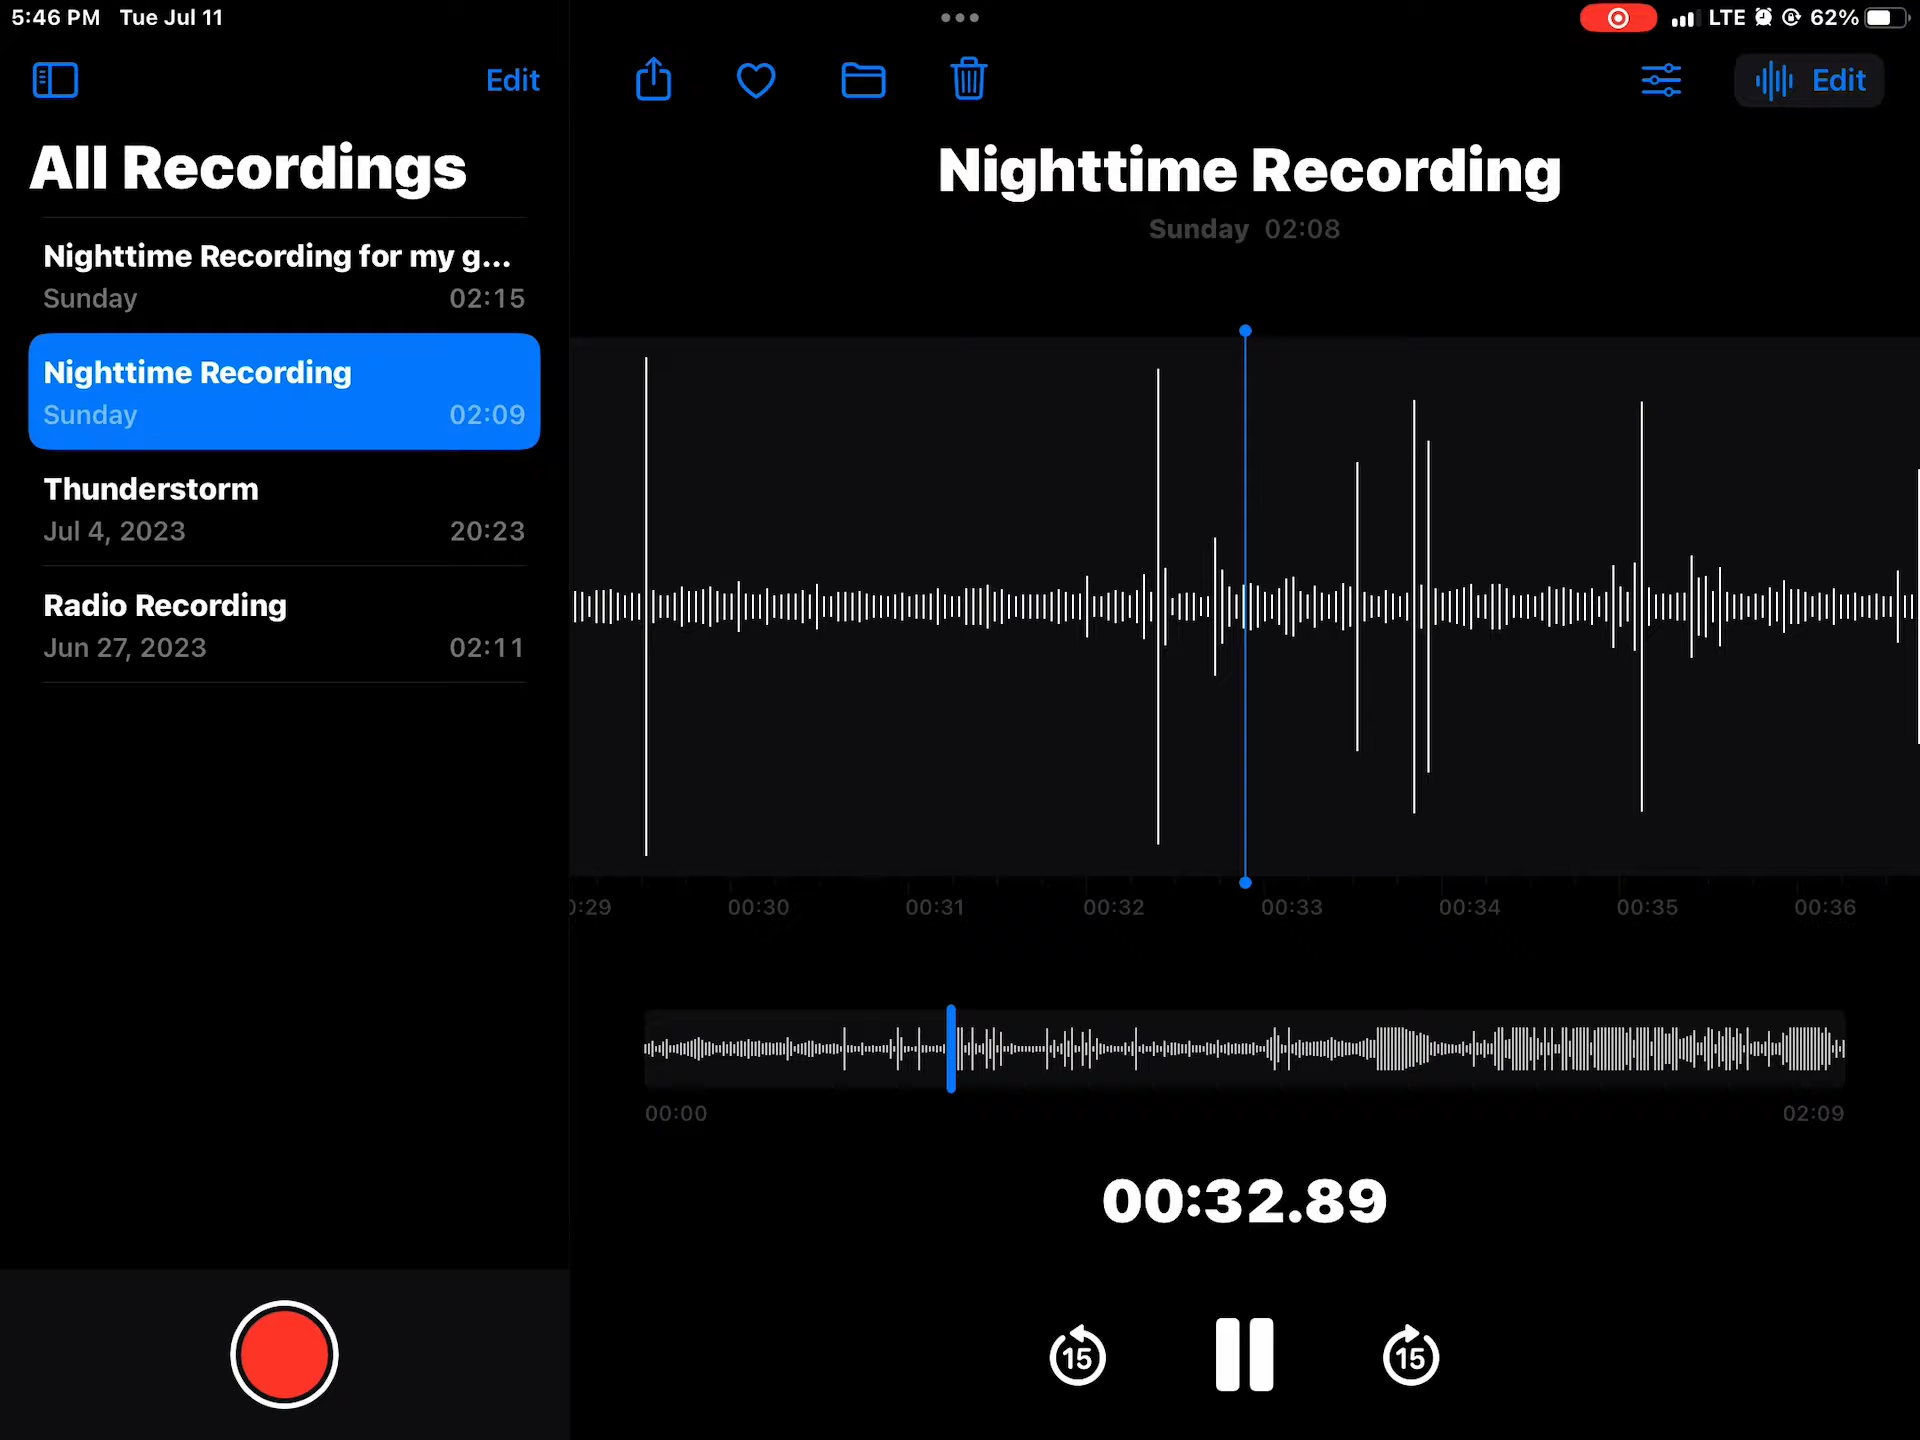 5:46 PM Tue Jul 11
LTE 62%
Edit
Edit
All Recordings
Nighttime Recording for my g...
Sunday 02:15
Nighttime Recording
Sunday 02:09
Thunderstorm
Jul 4, 2023 20:23
Radio Recording
Jun 27, 2023 02:11
Nighttime Recording
Sunday 02:08
0:29 00:30 00:31 00:32 00:33 00:34 00:35 00:36
00:00 02:09
00:32.89
15 15